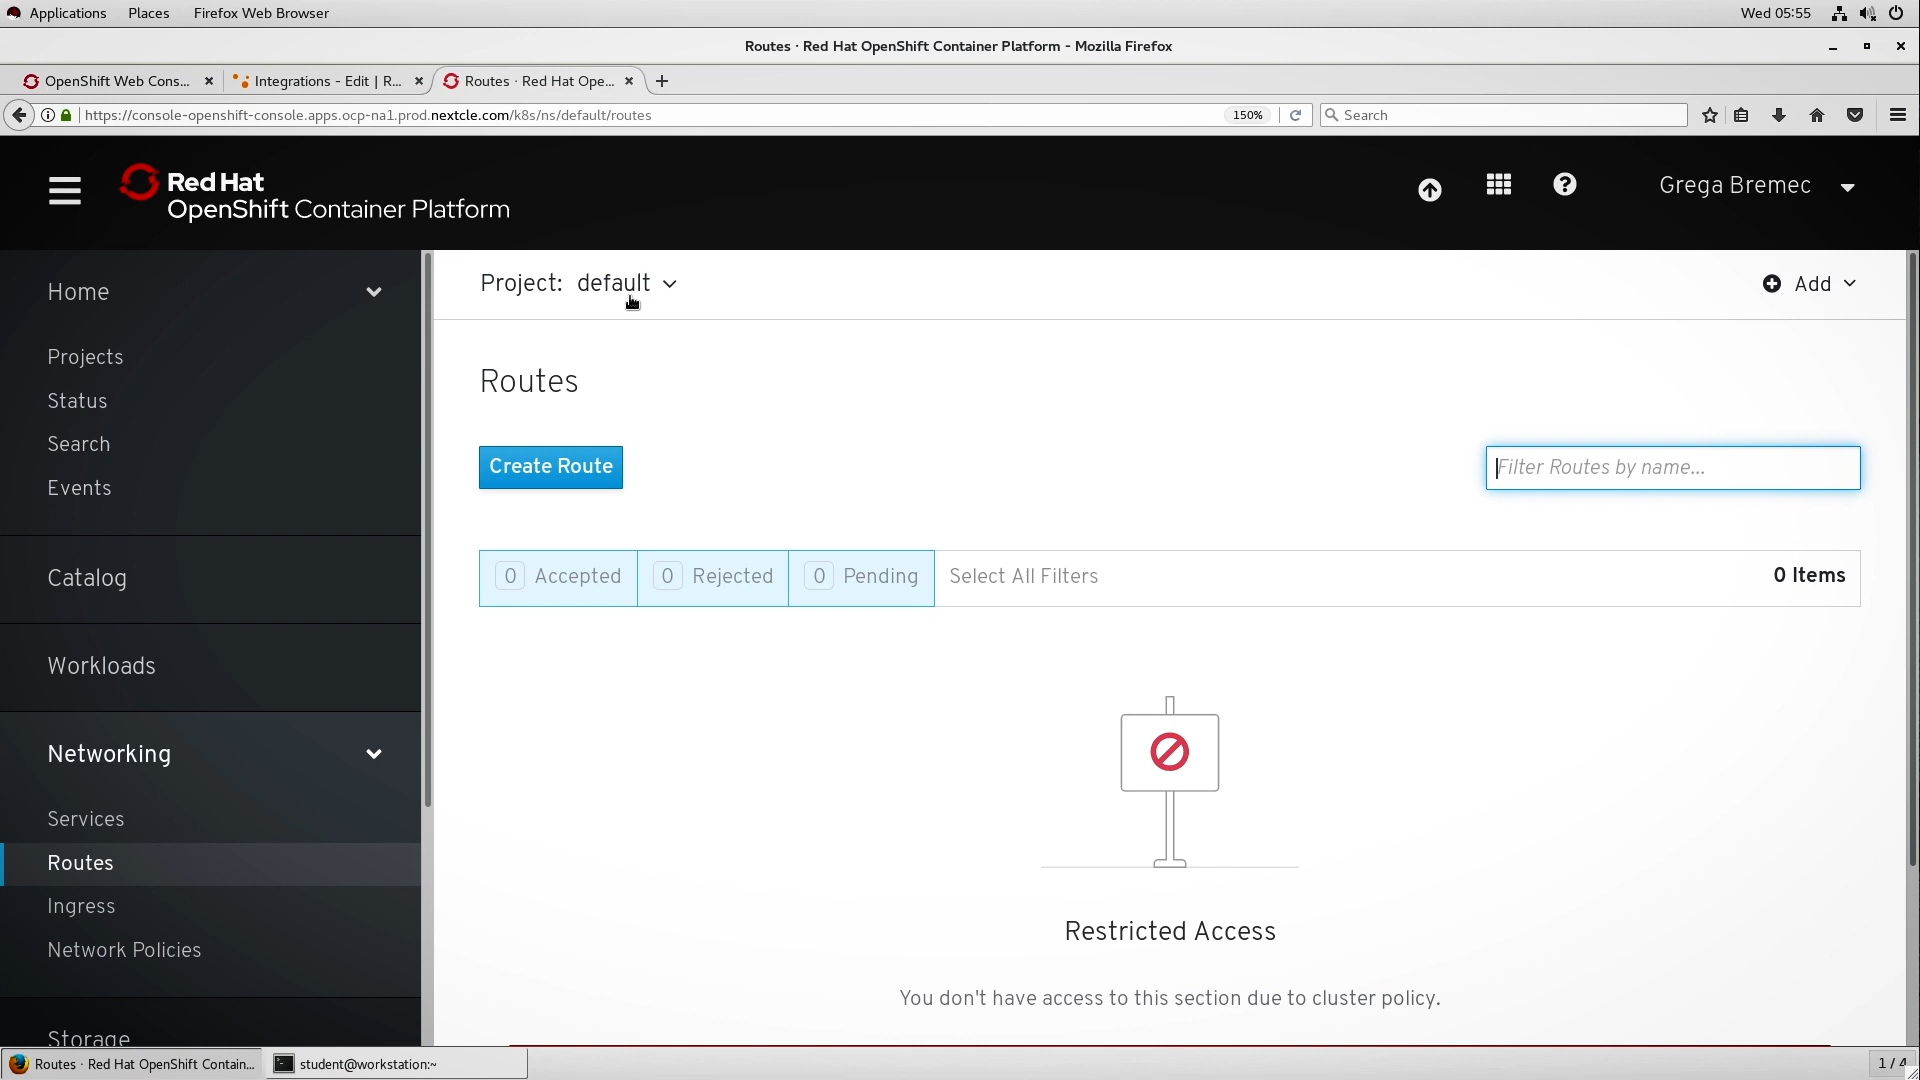 Applications Places Firefox Web Browser Wed 05:55
Routes · Red Hat OpenShift Container Platform - Mozilla Firefox
OpenShift Web Cons... Integrations - Edit | R... Routes · Red Hat Ope...
https://console-openshift-console.apps.ocp-na1.prod.nextcle.com/k8s/ns/default/routes 150% Search
Red Hat
OpenShift Container Platform
Grega Bremec
Home
Projects
Status
Search
Events
Catalog
Workloads
Networking
Services
Routes
Ingress
Network Policies
Storage
Project: default
Add
Routes
Create Route
Filter Routes by name...
0 Accepted 0 Rejected 0 Pending Select All Filters 0 Items
Restricted Access
You don't have access to this section due to cluster policy.
Routes · Red Hat OpenShift Contain... student@workstation:~ 1 / 4